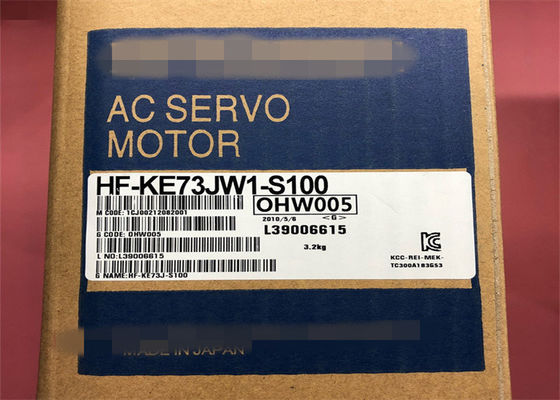 AC SERVO
MOTOR
HF-KE73JW1-S100
M CODE: 1CJ00212082001
OHW005
2010/5/6 <G>
G CODE: OHW005
L39006615
3.2kg
L NO:L39006615
KCC-REI-MEK-
TC300A183G53
G NAME:HF-KE73J-S100
MADE IN JAPAN